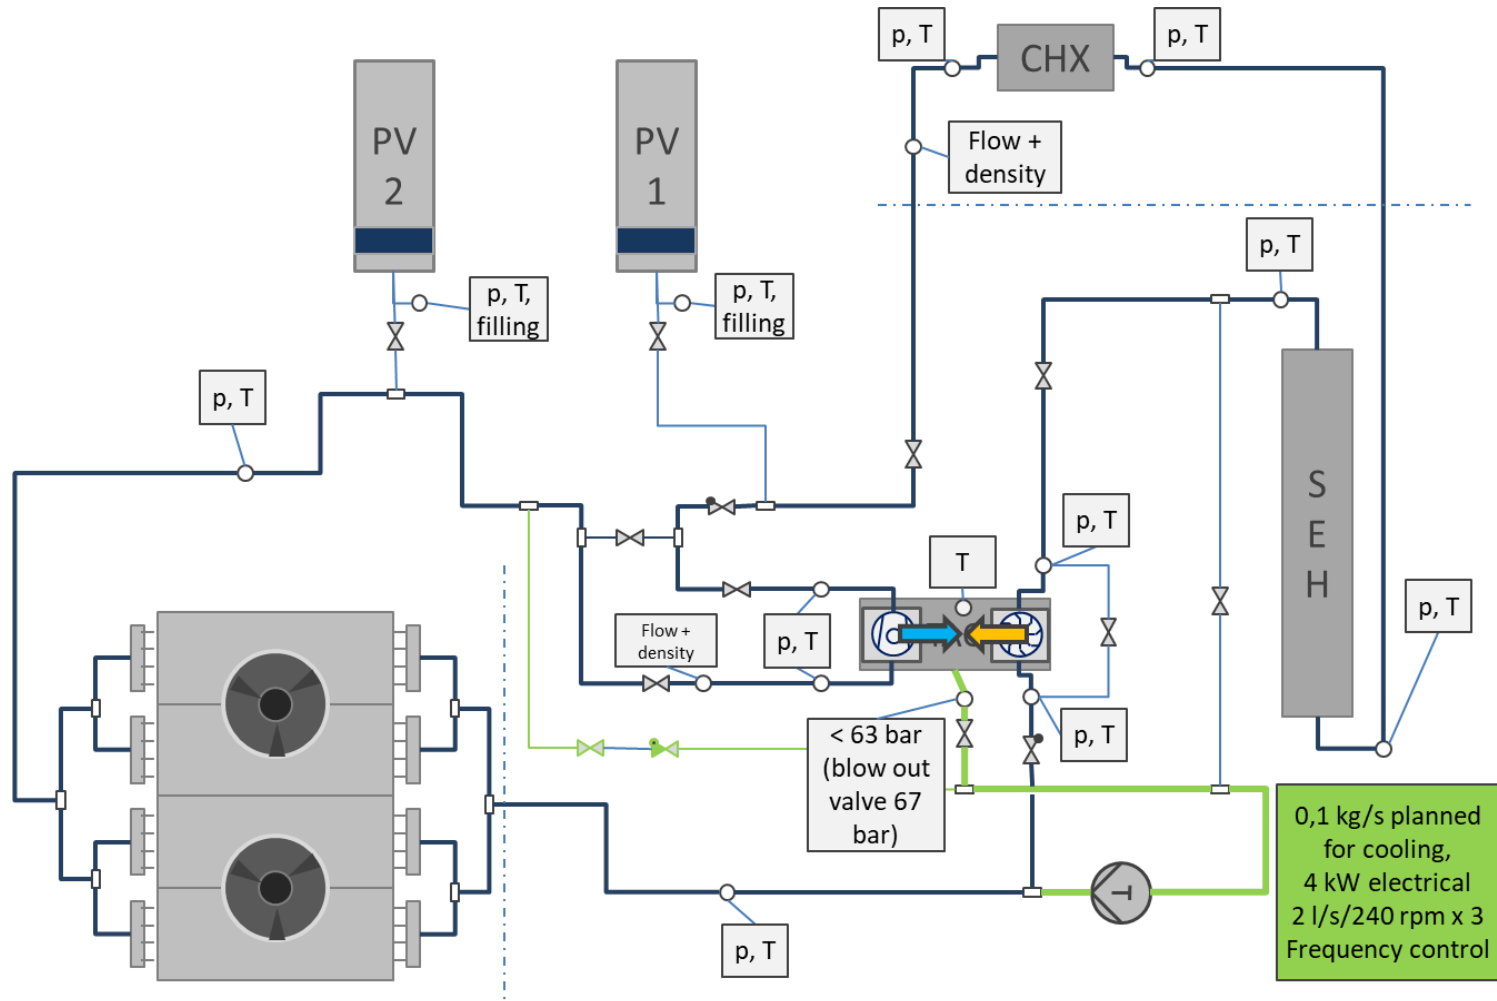 p, T
CHX
p, T
PV
2
PV
1
Flow +
density
p, T
p, T,
filling
p, T,
filling
p, T
S
E
H
p, T
T
p, T
Flow +
density
p, T
p, T
< 63 bar
(blow out
valve 67
bar)
0,1 kg/s planned
for cooling,
4 kW electrical
2 l/s/240 rpm x 3
Frequency control
T
p, T